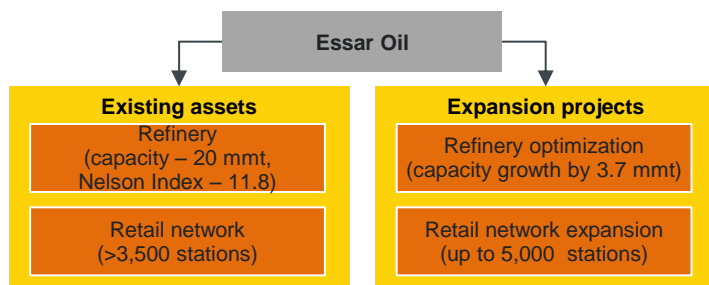 Essar Oil
Existing assets
Refinery
(capacity – 20 mmt,
Nelson Index – 11.8)
Retail network
(>3,500 stations)
Expansion projects
Refinery optimization
(capacity growth by 3.7 mmt)
Retail network expansion
(up to 5,000 stations)